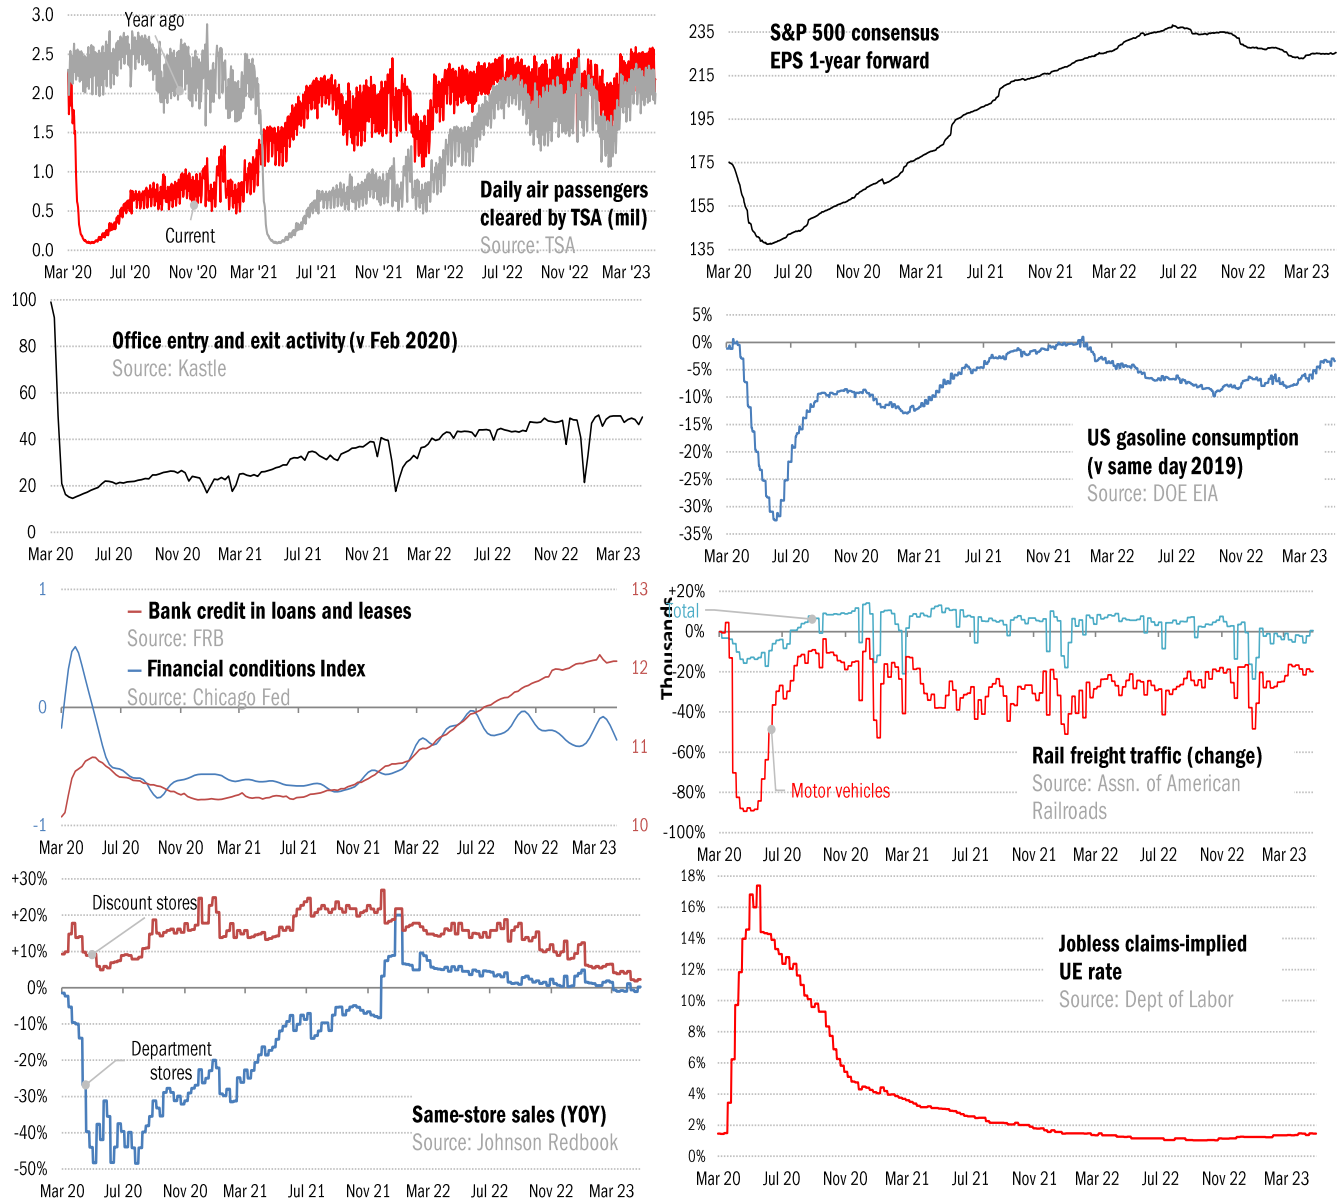 3.0
2.5
2.0
1.5
1.0
0.5
0.0
Year ago
Current
Daily air passengers
cleared by TSA (mil)
Source: TSA
Mar '20 Jul '20 Nov '20 Mar '21 Jul '21 Nov '21 Mar '22 Jul '22 Nov '22 Mar '23
235
215
195
175
155
135
S&P 500 consensus
EPS 1-year forward
Mar 20 Jul 20 Nov 20 Mar 21 Jul 21 Nov 21 Mar 22 Jul 22 Nov 22 Mar 23
100
80
60
40
20
0
Office entry and exit activity (v Feb 2020)
Source: Kastle
Mar 20 Jul 20 Nov 20 Mar 21 Jul 21 Nov 21 Mar 22 Jul 22 Nov 22 Mar 23
5%
0%
-5%
-10%
-15%
-20%
-25%
-30%
-35%
US gasoline consumption
(v same day 2019)
Source: DOE EIA
Mar 20 Jul 20 Nov 20 Mar 21 Jul 21 Nov 21 Mar 22 Jul 22 Nov 22 Mar 23
1
0
-1
Bank credit in loans and leases
Source: FRB
Financial conditions Index
Source: Chicago Fed
13
12
11
10
Mar 20 Jul 20 Nov 20 Mar 21 Jul 21 Nov 21 Mar 22 Jul 22 Nov 22 Mar 23
Thousands
+20%
0%
-20%
-40%
-60%
-80%
-100%
Total
Motor vehicles
Rail freight traffic (change)
Source: Assn. of American
Railroads
Mar 20 Jul 20 Nov 20 Mar 21 Jul 21 Nov 21 Mar 22 Jul 22 Nov 22 Mar 23
+30%
+20%
+10%
0%
-10%
-20%
-30%
-40%
-50%
Discount stores
Department
stores
Same-store sales (YOY)
Source: Johnson Redbook
Mar 20 Jul 20 Nov 20 Mar 21 Jul 21 Nov 21 Mar 22 Jul 22 Nov 22 Mar 23
18%
16%
14%
12%
10%
8%
6%
4%
2%
0%
Jobless claims-implied
UE rate
Source: Dept of Labor
Mar 20 Jul 20 Nov 20 Mar 21 Jul 21 Nov 21 Mar 22 Jul 22 Nov 22 Mar 23